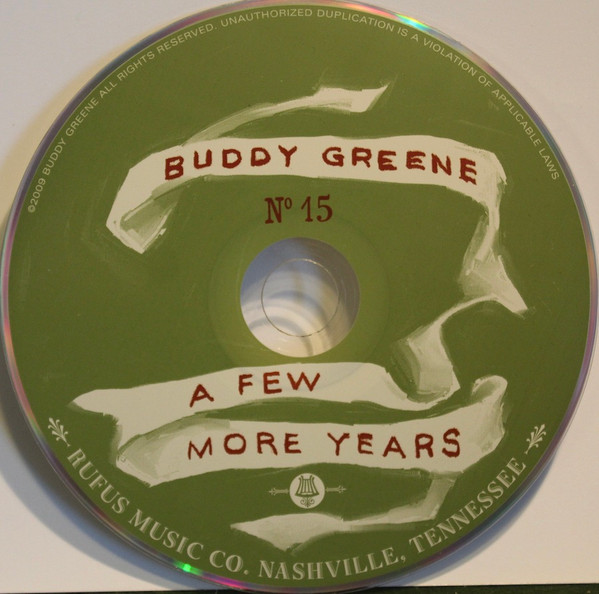 ©2009 BUDDY GREENE ALL RIGHTS RESERVED. UNAUTHORIZED DUPLICATION IS A VIOLATION OF APPLICABLE LAWS
BUDDY GREENE
Nº 15
A FEW
MORE YEARS
RUFUS MUSIC CO. NASHVILLE, TENNESSEE